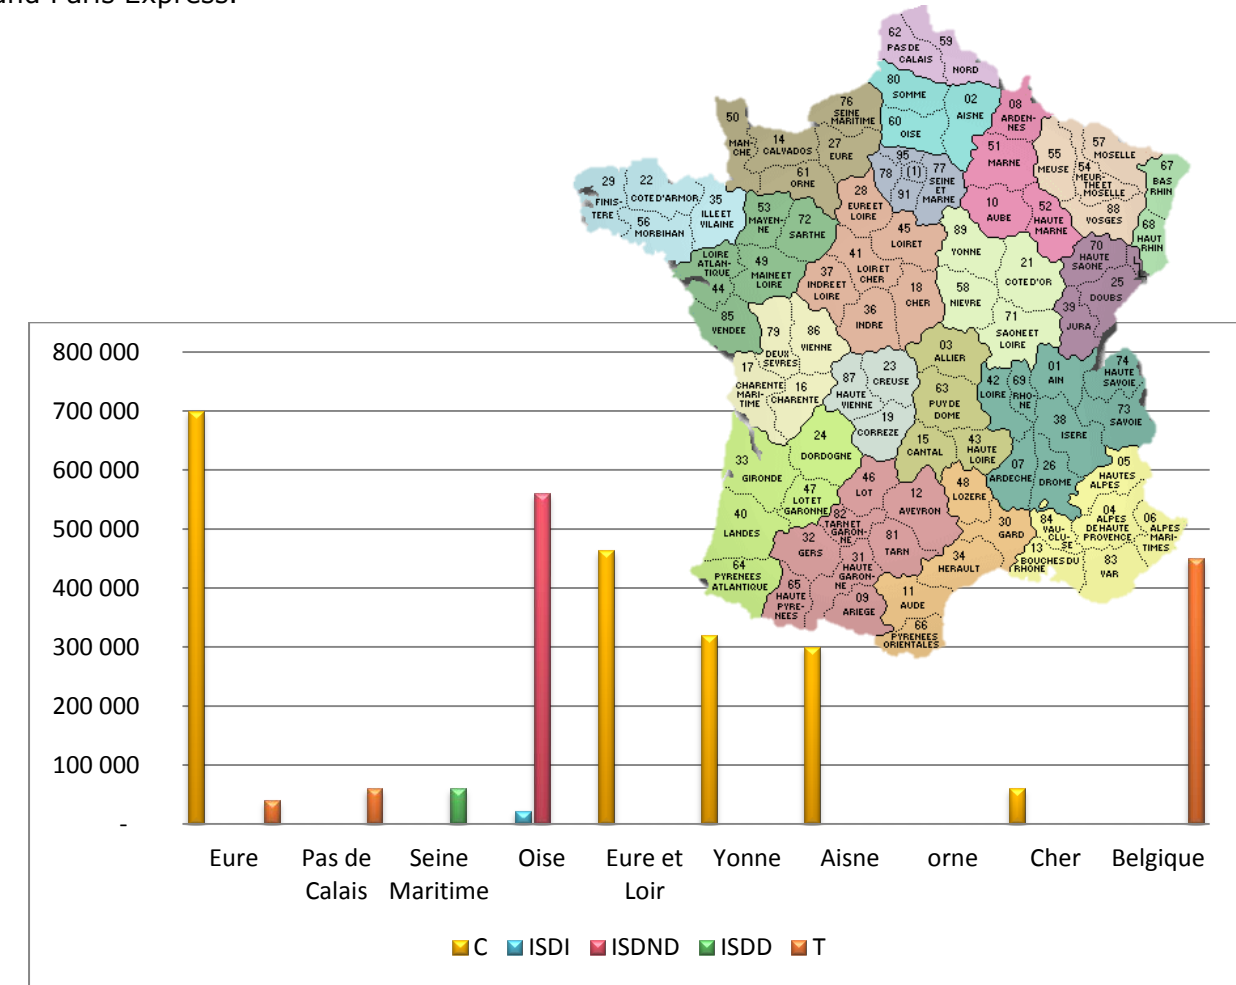 and Paris Express.
62
59
PAS DE
CALAIS
NORD
80
SOMME
02
AISNE
60
OISE
76
SEINE
MARITIME
08
ARDEN-
NES
50
MAN-
CHE
14
CALVADOS
27
EURE
61
ORNE
95
78
(1)
91
77
SEINE
ET
MARNE
51
MARNE
55
MEUSE
54
MEUR-
THE ET
MOSELLE
57
MOSELLE
67
BAS
RHIN
88
VOSGES
68
HAUT
RHIN
29
FINIS-
TERE
22
COTE D'ARMOR
35
ILLE ET
VILAINE
56
MORBIHAN
53
MAYEN-
NE
72
SARTHE
28
EURE ET
LOIR
45
LOIRET
10
AUBE
52
HAUTE
MARNE
89
YONNE
70
HAUTE
SAONE
LOIRE
ATLAN-
TIQUE
44
49
MAINE ET
LOIRE
37
INDRE ET
LOIRE
41
LOIR ET
CHER
18
CHER
36
INDRE
58
NIEVRE
21
COTE D'OR
25
DOUBS
39
JURA
71
SAONE ET
LOIRE
85
VENDEE
79
DEUX
SEVRES
86
VIENNE
17
CHARENTE
MARI-
TIME
16
CHARENTE
87
HAUTE
VIENNE
23
CREUSE
19
CORREZE
03
ALLIER
63
PUY DE
DOME
15
CANTAL
43
HAUTE
LOIRE
42
LOIRE
69
RHO-
NE
01
AIN
74
HAUTE
SAVOIE
73
SAVOIE
38
ISERE
07
ARDECHE
26
DROME
05
HAUTES
ALPES
24
DORDOGNE
33
GIRONDE
47
LOT ET
GARONNE
40
LANDES
64
PYRENEES
ATLANTIQUE
46
LOT
12
AVEYRON
82
TARN ET
GARON-
NE
32
GERS
81
TARN
31
HAUTE
GARON-
NE
65
HAUTE
PYRE-
NEES
09
ARIEGE
48
LOZERE
30
GARD
34
HERAULT
11
AUDE
66
PYRENEES
ORIENTALES
84
VAU-
CLU-
SE
13
BOUCHES DU
RHONE
04
ALPES
DE HAUTE
PROVENCE
06
ALPES
MARI-
TIMES
83
VAR
800 000
700 000
600 000
500 000
400 000
300 000
200 000
100 000
-
Eure
Pas de
Calais
Seine
Maritime
Oise
Eure et
Loir
Yonne
Aisne
orne
Cher
Belgique
C ISDI ISDND ISDD T